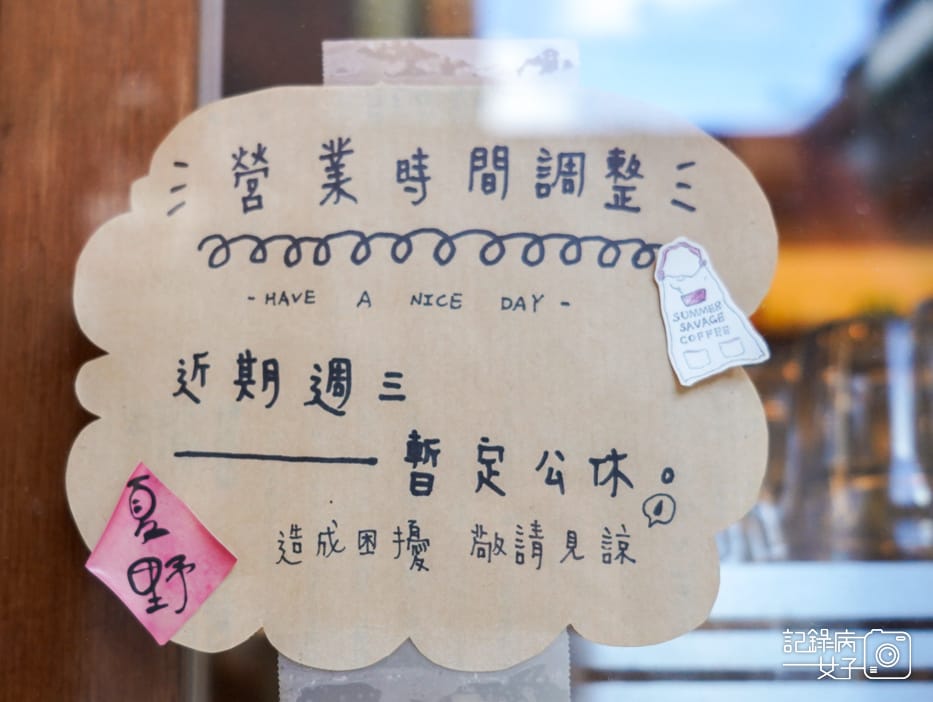 營業時間調整
- HAVE A NICE DAY -
SUMMER
SAVAGE
COFFEE
近期週三
——暫定公休。
造成困擾 敬請見諒
夏
野
記錄病
女子